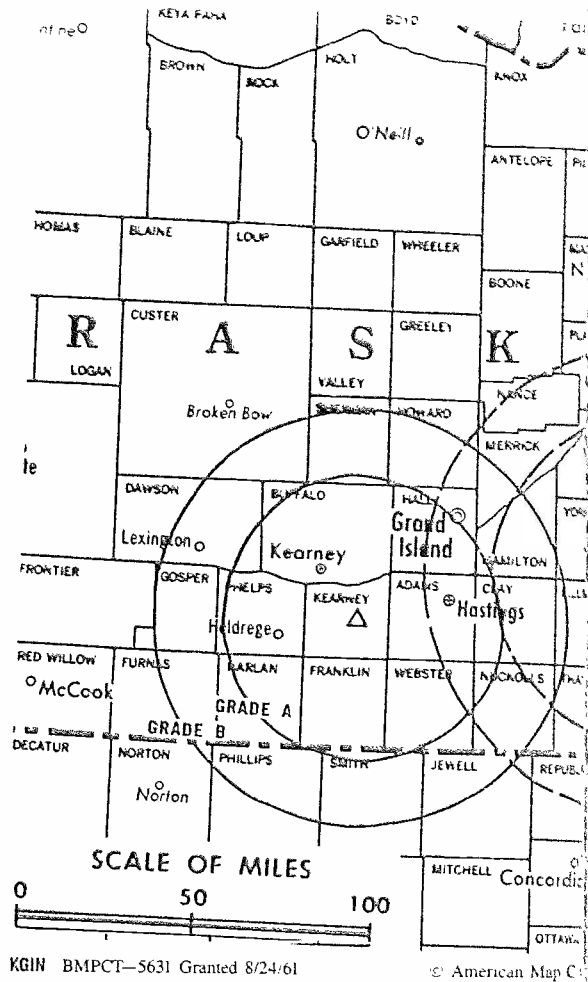 KEYA PAHA
BOYD
BROWN
ROCK
HOLT
KNOX
O'Neill
ANTELOPE
BLAINE
LOUP
GARFIELD
WHEELER
BOONE
CUSTER
GREELEY
R A S K
LOGAN
VALLEY
NANCE
Broken Bow
SHERMAN
HOWARD
MERRICK
DAWSON
BUFFALO
HALL
Grand
Island
Lexington
Kearney
HAMILTON
FRONTIER
GOSPER
PHELPS
KEARNEY
ADAMS
CLAY
Hastings
Holdrege
RED WILLOW
FURNAS
HARLAN
FRANKLIN
WEBSTER
NUCKOLLS
McCook
GRADE A
GRADE B
DECATUR
NORTON
PHILLIPS
SMITH
JEWELL
Norton
SCALE OF MILES
0 50 100
MITCHELL
OTTAWA
KGIN BMPCT—5631 Granted 8/24/61
© American Map